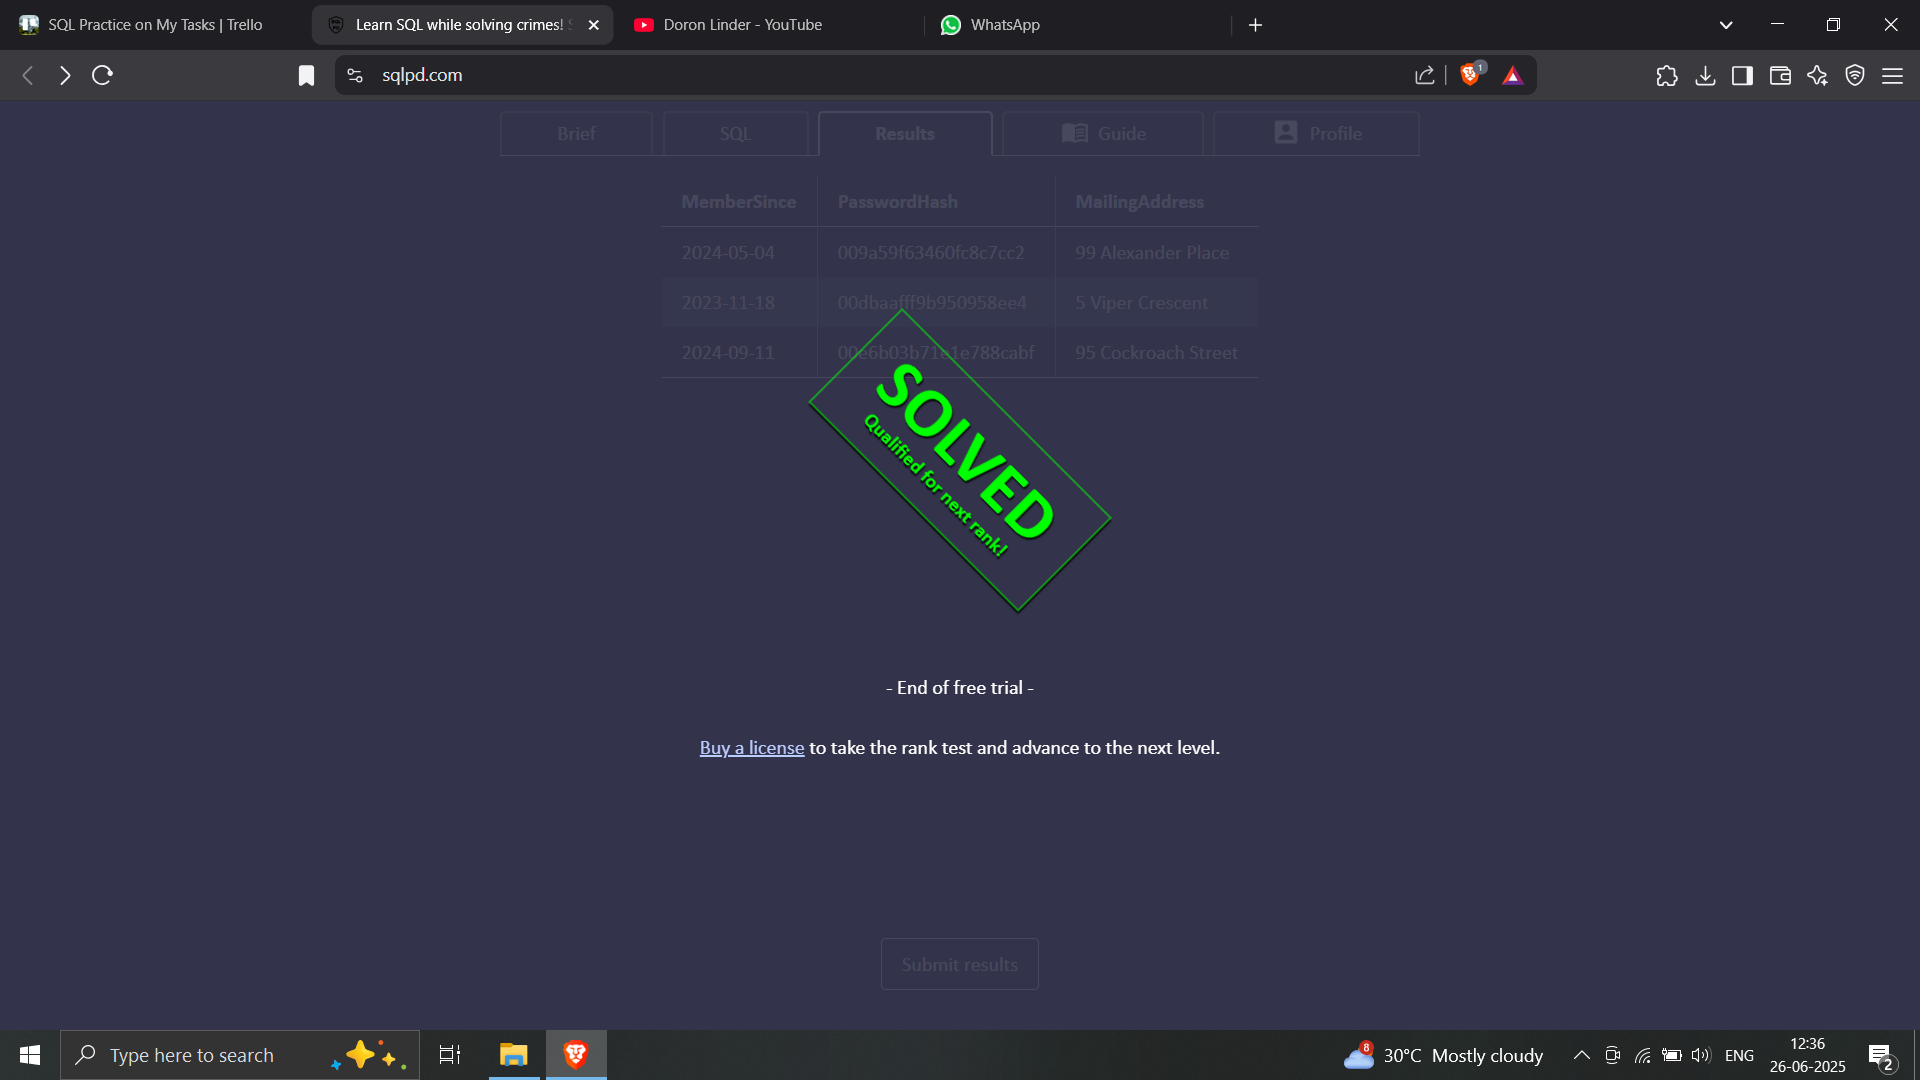 SQL Practice on My Tasks | Trello
Learn SQL while solving crimes!
Doron Linder - YouTube
WhatsApp
sqlpd.com
1
Brief
SQL
Results
Guide
Profile
MemberSince PasswordHash MailingAddress
2024-05-04 009a59f63460fc8c7cc2 99 Alexander Place
2023-11-18 00dbaafff9b950958ee4 5 Viper Crescent
2024-09-11 00e6b03b71e1e788cabf 95 Cockroach Street
SOLVED
Qualified for next rank!
- End of free trial -
Buy a license to take the rank test and advance to the next level.
Submit results
Type here to search
8
30°C Mostly cloudy
ENG
12:36
26-06-2025
2